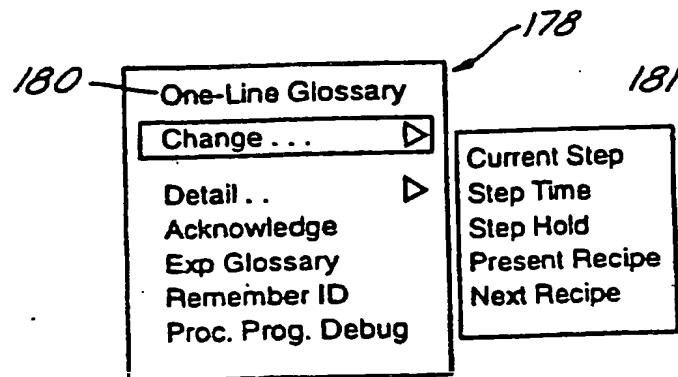 178
180
181
One-Line Glossary
Change . . .
Detail . .
Acknowledge
Exp Glossary
Remember ID
Proc. Prog. Debug
Current Step
Step Time
Step Hold
Present Recipe
Next Recipe